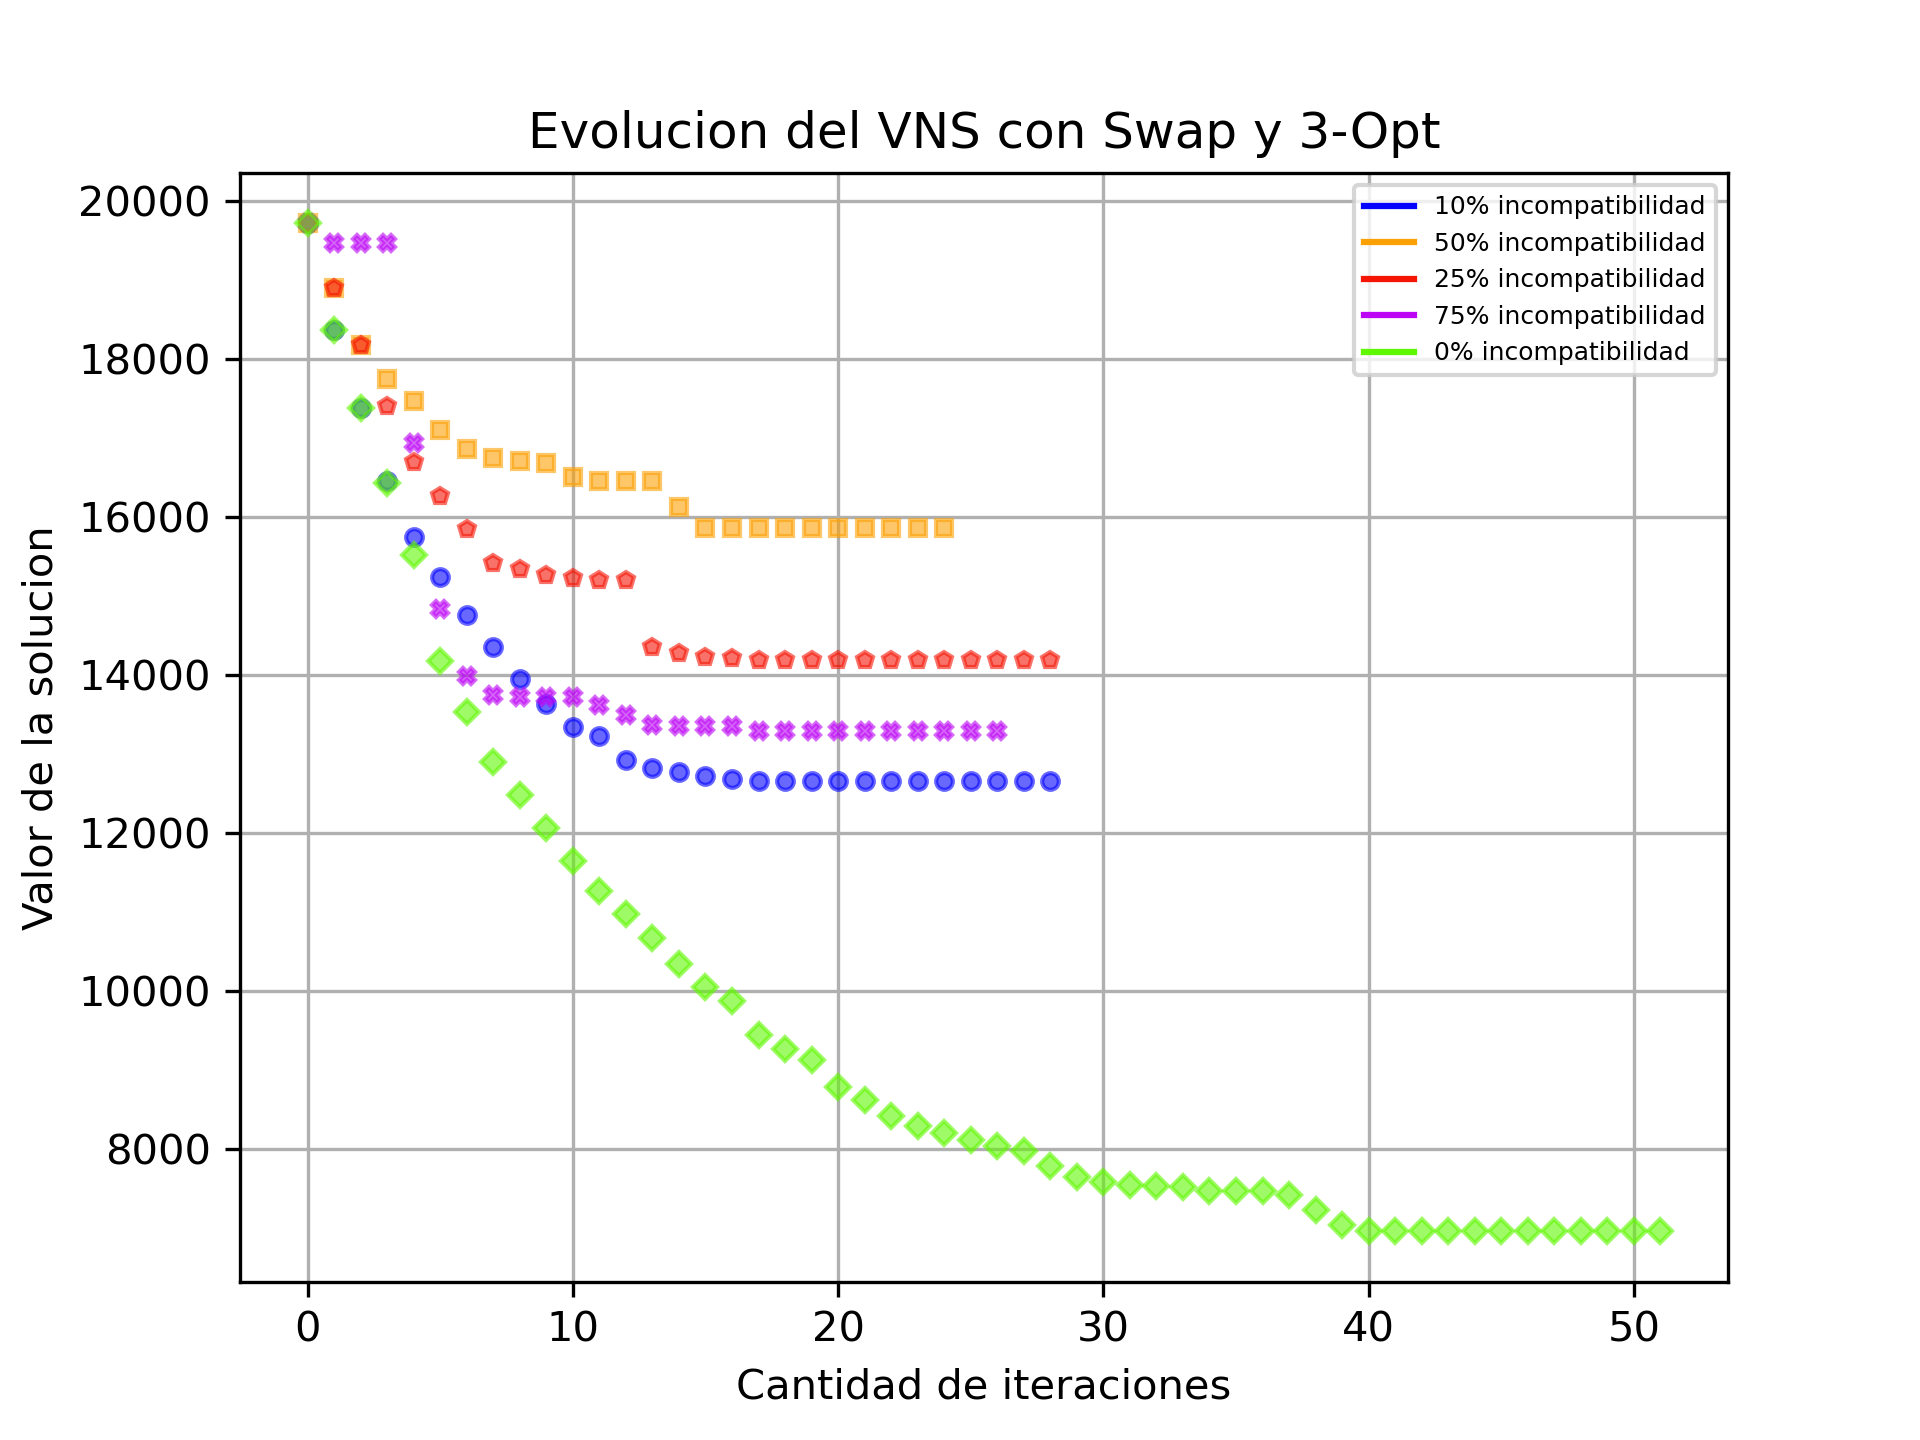 Evolucion del VNS con Swap y 3-Opt
10% incompatibilidad
50% incompatibilidad
25% incompatibilidad
75% incompatibilidad
0% incompatibilidad
Valor de la solucion
20000
18000
16000
14000
12000
10000
8000
0 10 20 30 40 50
Cantidad de iteraciones